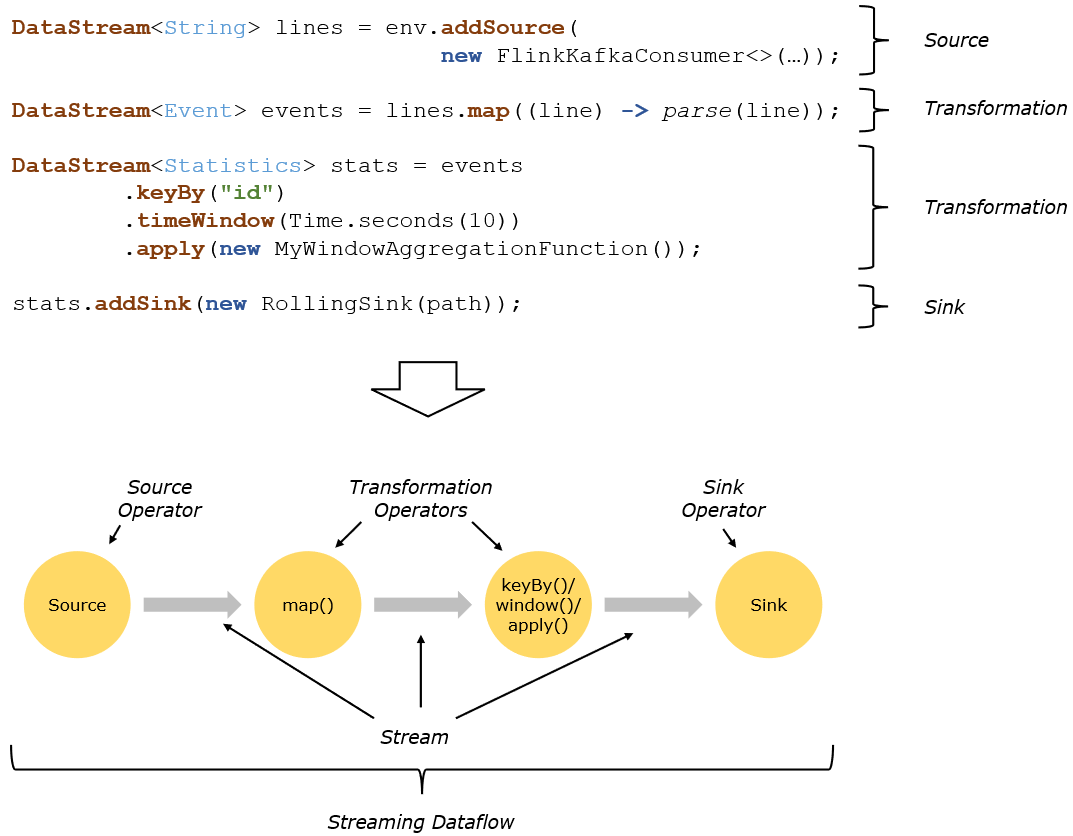 DataStream<String> lines = env.addSource(
new FlinkKafkaConsumer<>(…));
Source
DataStream<Event> events = lines.map((line) -> parse(line));
Transformation
DataStream<Statistics> stats = events
.keyBy("id")
.timeWindow(Time.seconds(10))
.apply(new MyWindowAggregationFunction());
Transformation
stats.addSink(new RollingSink(path));
Sink
Source
Operator
Transformation
Operators
Sink
Operator
Source
map()
keyBy()/
window()/
apply()
Sink
Stream
Streaming Dataflow